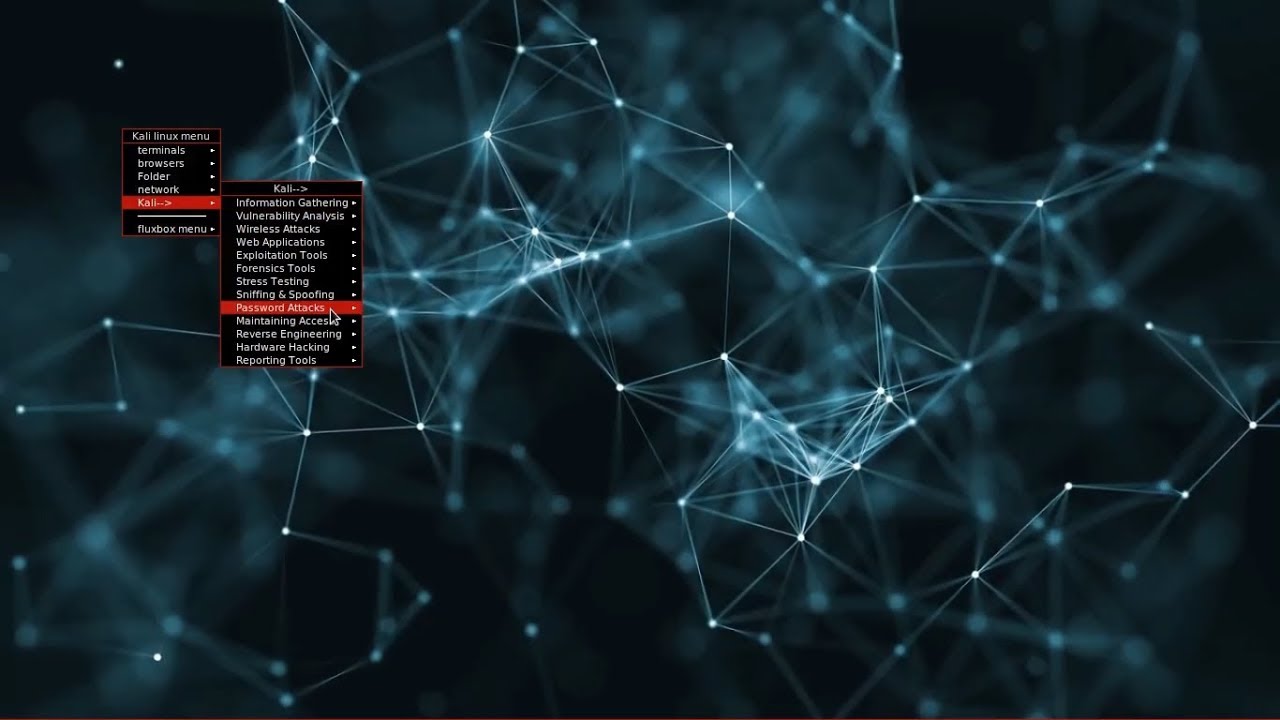 Kali linux menu
terminals
browsers
Folder
network
Kali-->
fluxbox menu
Kali-->
Information Gathering
Vulnerability Analysis
Wireless Attacks
Web Applications
Exploitation Tools
Forensics Tools
Stress Testing
Sniffing & Spoofing
Password Attacks
Maintaining Access
Reverse Engineering
Hardware Hacking
Reporting Tools